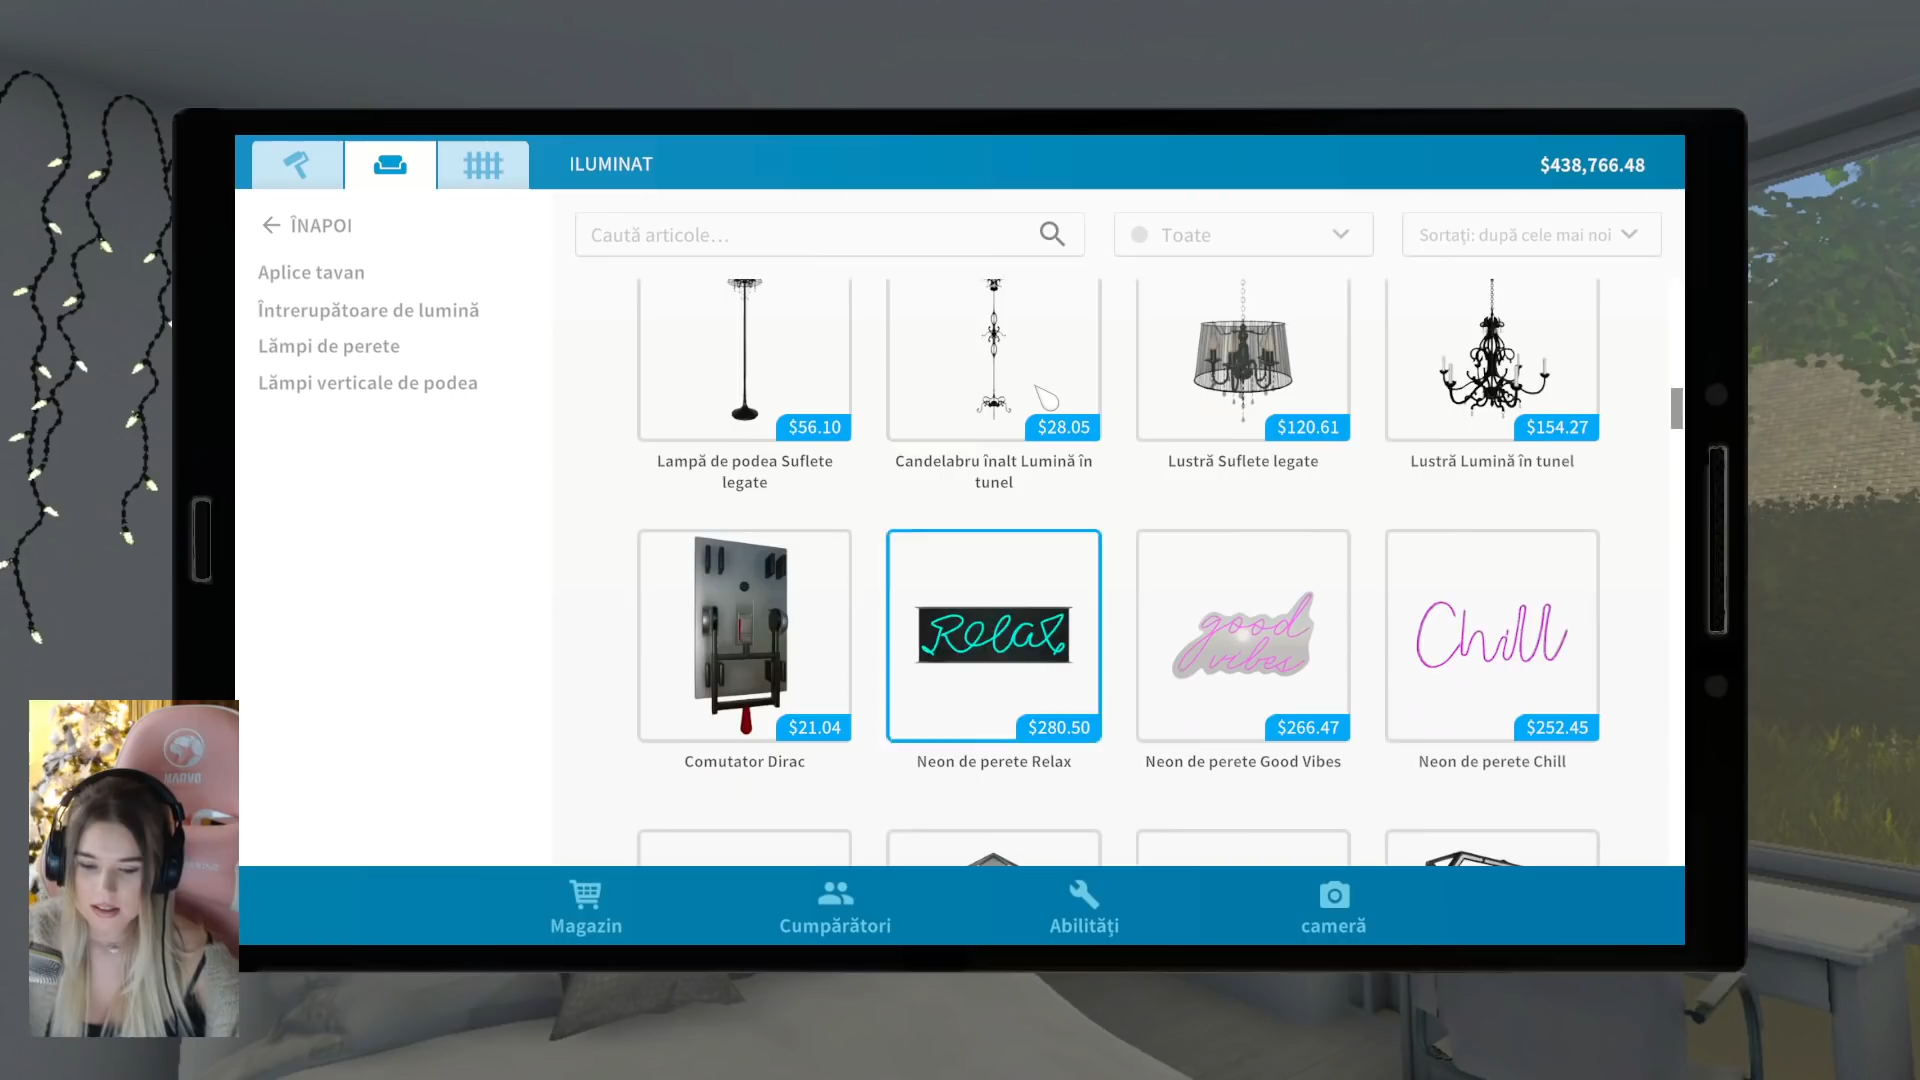 ILUMINAT
$438,766.48
ÎNAPOI
Caută articole...
Toate
Sortați: după cele mai noi
Aplice tavan
Întrerupătoare de lumină
Lămpi de perete
Lămpi verticale de podea
$56.10
$28.05
$120.61
$154.27
Lampă de podea Suflete
legate
Candelabru înalt Lumină în
tunel
Lustră Suflete legate
Lustră Lumină în tunel
Relax
good
vibes
Chill
$21.04
$280.50
$266.47
$252.45
Comutator Dirac
Neon de perete Relax
Neon de perete Good Vibes
Neon de perete Chill
Magazin
Cumpărători
Abilități
cameră
MARVO